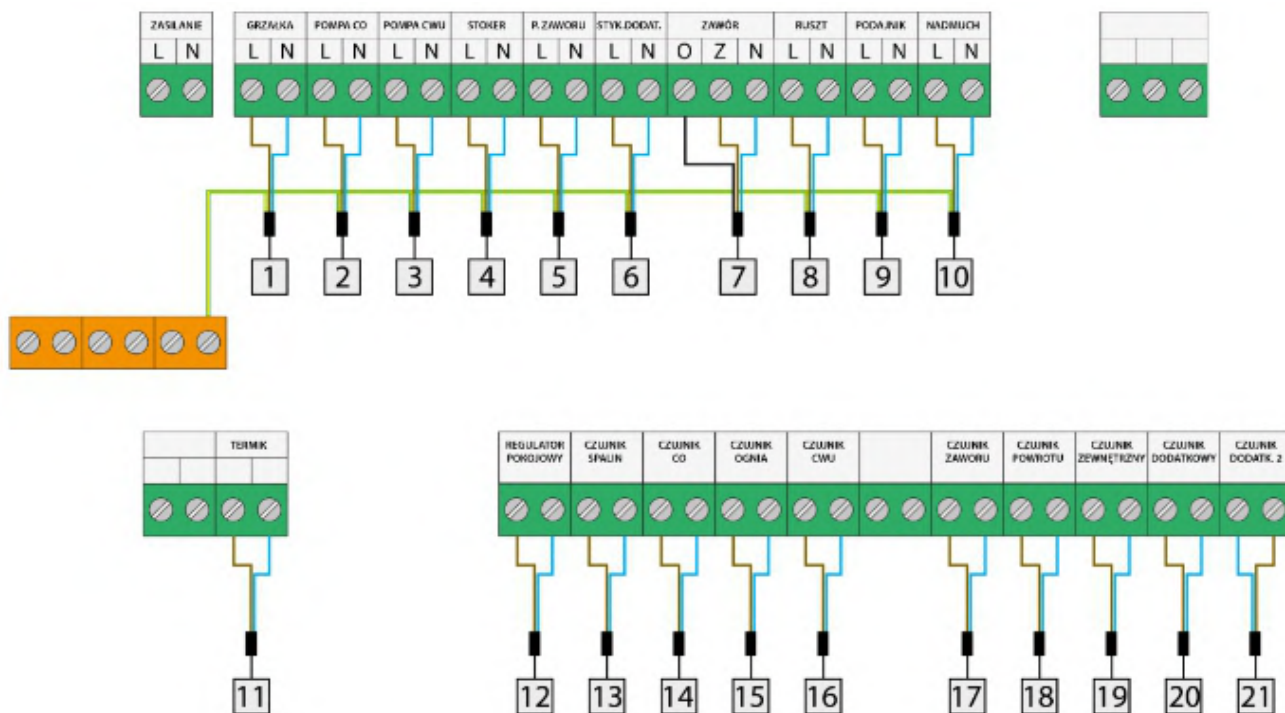 ZASILANIE GRZAŁKA POMPA CO POMPA CWU STOKER P. ZAWORU STYK.DODAT. ZAWÓR RUSZT PODAJNIK NADMUCH
L N L N L N L N L N L N L N O Z N L N L N L N
1 2 3 4 5 6 7 8 9 10
TERMIK REGULATOR POKOJOWY CZUJNIK SPALIN CZUJNIK CO CZUJNIK OGNIA CZUJNIK CWU CZUJNIK ZAWORU CZUJNIK POWROTU CZUJNIK ZEWNĘTRZNY CZUJNIK DODATKOWY CZUJNIK DODATK. 2
11 12 13 14 15 16 17 18 19 20 21